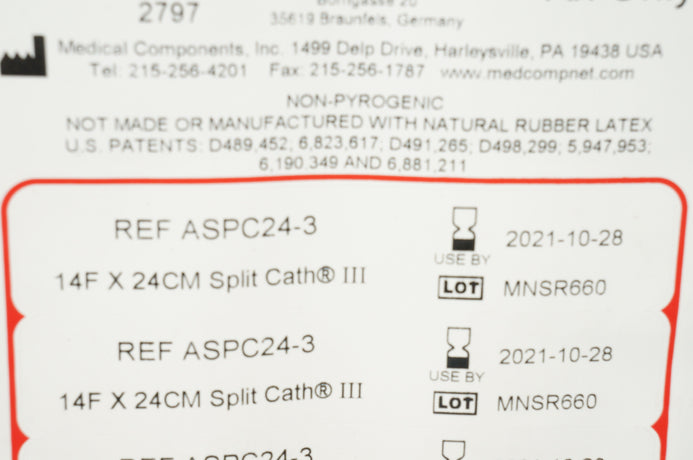 2797
35619 Braunfels, Germany
Medical Components, Inc. 1499 Delp Drive, Harleysville, PA 19438 USA
Tel: 215-256-4201 Fax: 215-256-1787 www.medcompnet.com
NON-PYROGENIC
NOT MADE OR MANUFACTURED WITH NATURAL RUBBER LATEX
U.S. PATENTS: D489,452; 6,823,617; D491,265; D498,299; 5,947,953;
6,190.349 AND 6,881,211
REF ASPC24-3
2021-10-28
USE BY
14F X 24CM Split Cath® III
LOT MNSR660
REF ASPC24-3
2021-10-28
USE BY
14F X 24CM Split Cath® III
LOT MNSR660
REF ASPC24-3